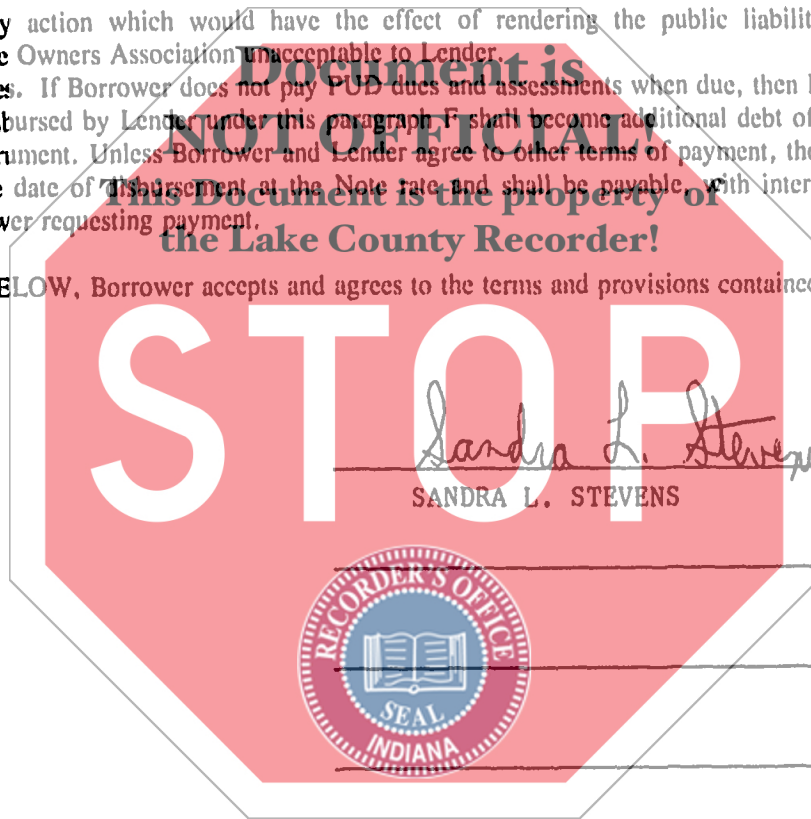 y action which would have the effect of rendering the public liabilit
e Owners Association unacceptable to Lender.
Document is
es. If Borrower does not pay PUD dues and assessments when due, then
bursed by Lender under this paragraph F shall become additional debt of
NOT OFFICIAL!
rument. Unless Borrower and Lender agree to other terms of payment, the
e date of disbursement at the Note rate and shall be payable, with inter
This Document is the property of
wer requesting payment.
the Lake County Recorder!
ELOW, Borrower accepts and agrees to the terms and provisions contained
STOP
Sandra L. Stevens
SANDRA L. STEVENS
RECORDER'S OFFICE
SEAL
INDIANA